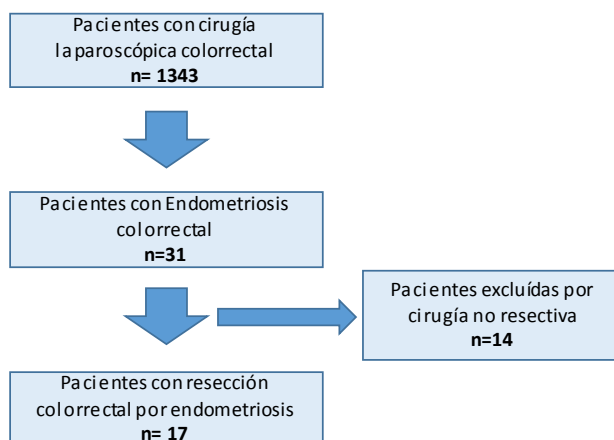 Pacientes con cirugía
laparoscópica colorrectal
n= 1343
Pacientes con Endometriosis
colorrectal
n=31
Pacientes excluídas por
cirugía no resectiva
n=14
Pacientes con resección
colorrectal por endometriosis
n= 17